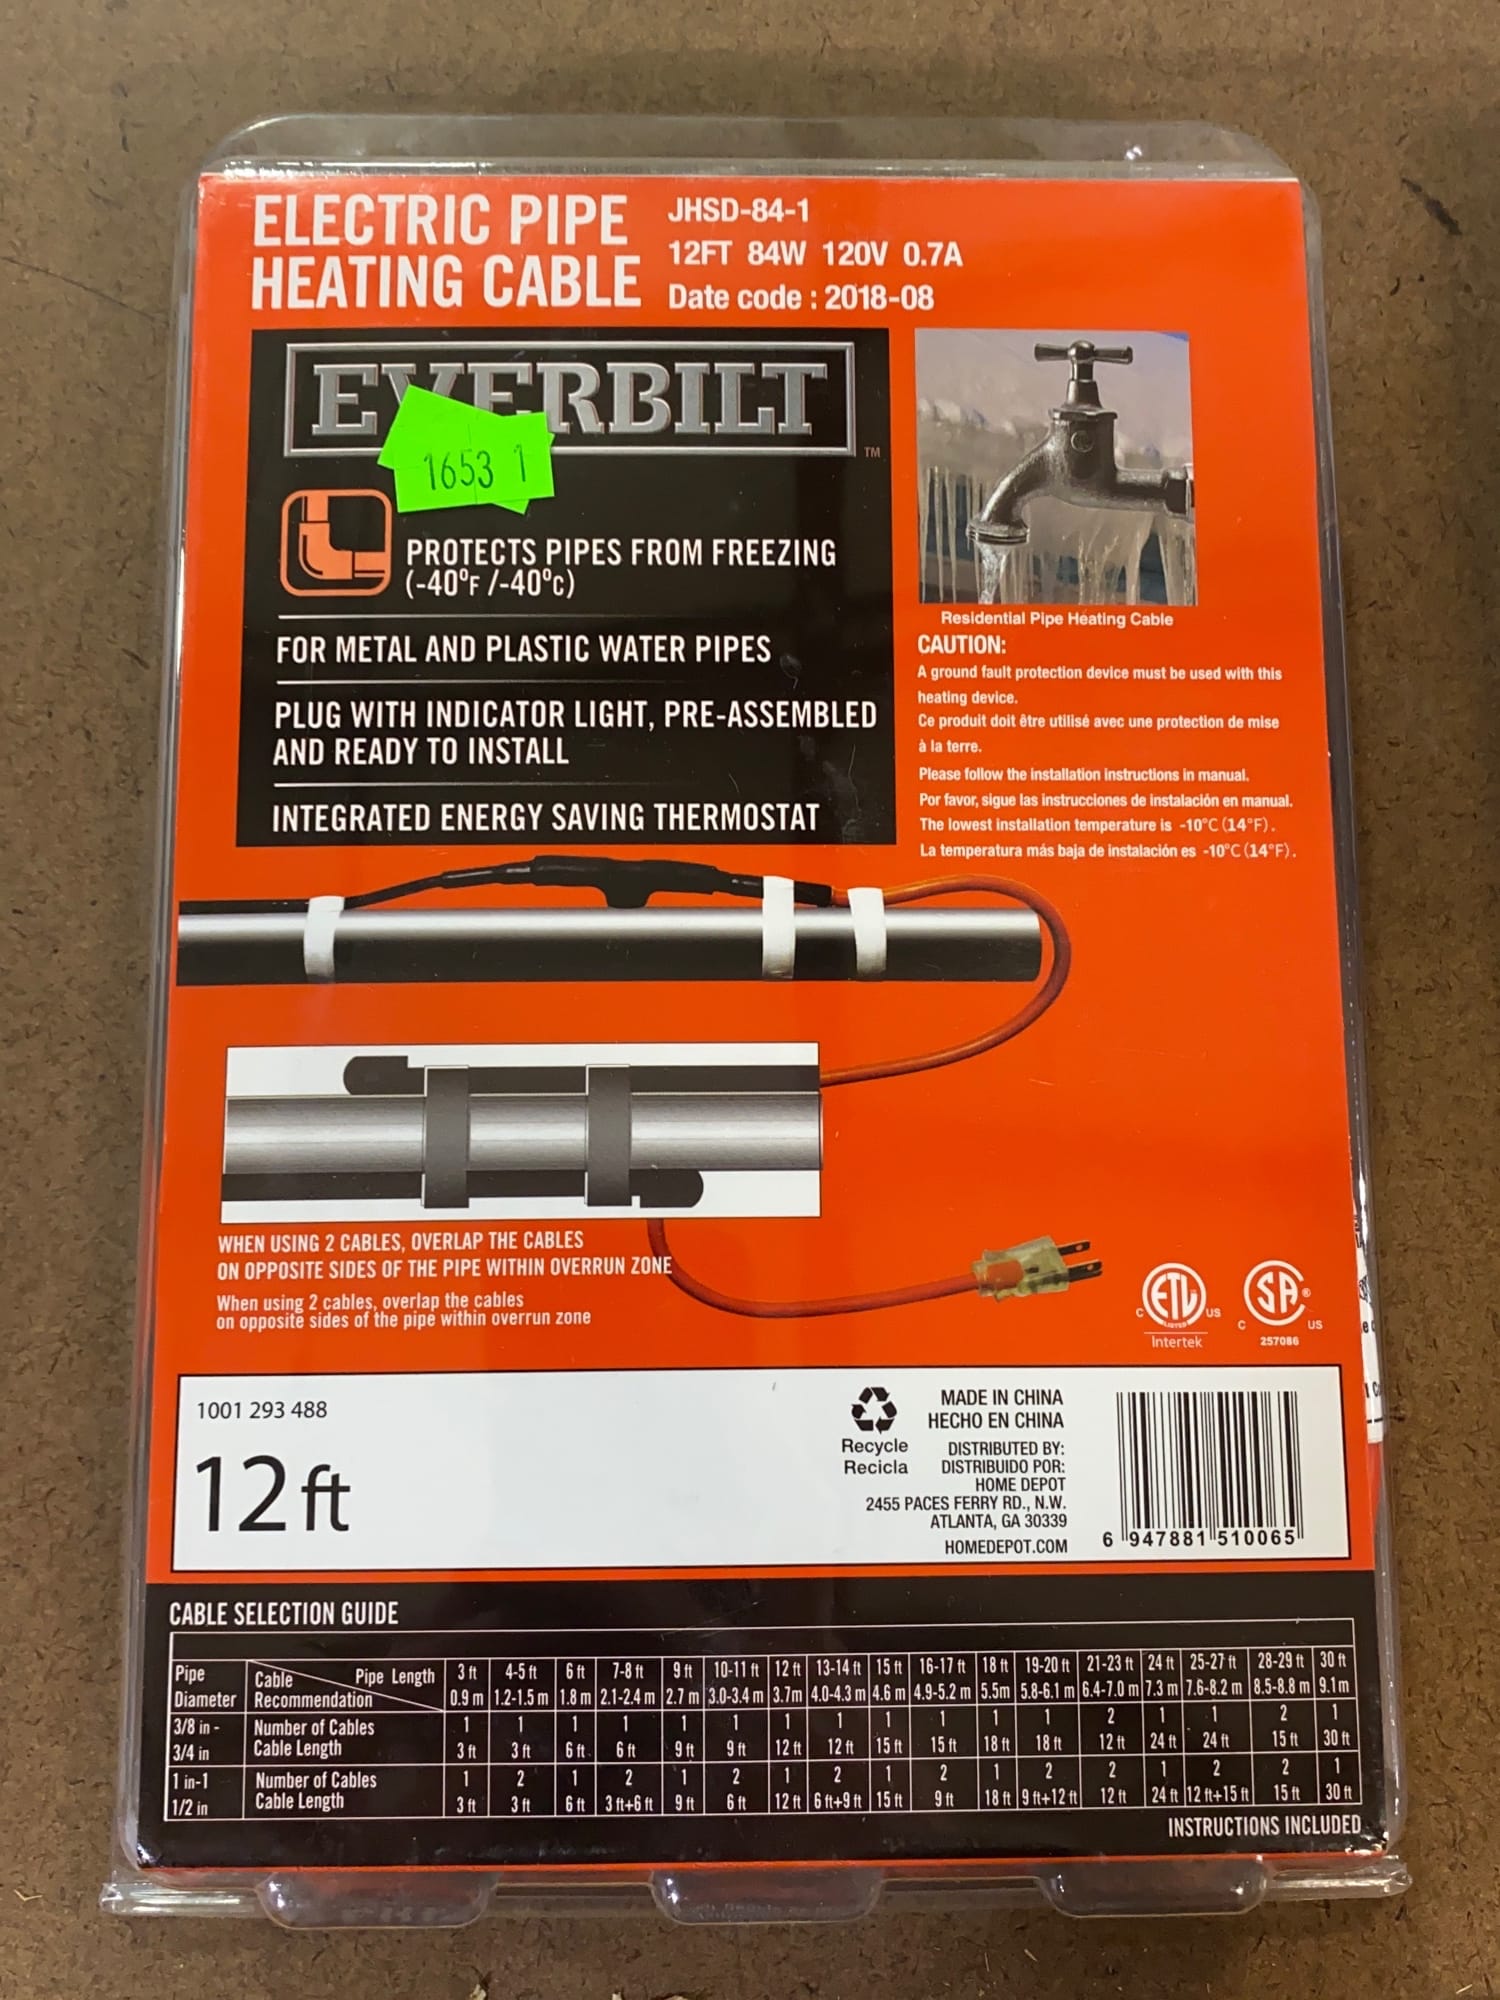 ELECTRIC PIPE
HEATING CABLE
JHSD-84-1
12FT 84W 120V 0.7A
Date code : 2018-08
EVERBILT
TM
1653 1
PROTECTS PIPES FROM FREEZING
(-40°F /-40°C)
FOR METAL AND PLASTIC WATER PIPES
PLUG WITH INDICATOR LIGHT, PRE-ASSEMBLED
AND READY TO INSTALL
INTEGRATED ENERGY SAVING THERMOSTAT
Residential Pipe Heating Cable
CAUTION:
A ground fault protection device must be used with this
heating device.
Ce produit doit être utilisé avec une protection de mise
à la terre.
Please follow the installation instructions in manual.
Por favor, sigue las instrucciones de instalación en manual.
The lowest installation temperature is -10°C (14°F).
La temperatura más baja de instalación es -10°C (14°F).
WHEN USING 2 CABLES, OVERLAP THE CABLES
ON OPPOSITE SIDES OF THE PIPE WITHIN OVERRUN ZONE
When using 2 cables, overlap the cables
on opposite sides of the pipe within overrun zone
C ETL LISTED US
Intertek
C SA ® US
257086
1001 293 488
12 ft
Recycle
Recicla
MADE IN CHINA
HECHO EN CHINA
DISTRIBUTED BY:
DISTRIBUIDO POR:
HOME DEPOT
2455 PACES FERRY RD., N.W.
ATLANTA, GA 30339
HOMEDEPOT.COM
6 947881 510065
CABLE SELECTION GUIDE
Pipe Diameter Cable Recommendation Pipe Length
3 ft 4-5 ft 6 ft 7-8 ft 9 ft 10-11 ft 12 ft 13-14 ft 15 ft 16-17 ft 18 ft 19-20 ft 21-23 ft 24 ft 25-27 ft 28-29 ft 30 ft
0.9 m 1.2-1.5 m 1.8 m 2.1-2.4 m 2.7 m 3.0-3.4 m 3.7m 4.0-4.3 m 4.6 m 4.9-5.2 m 5.5m 5.8-6.1 m 6.4-7.0 m 7.3 m 7.6-8.2 m 8.5-8.8 m 9.1m
3/8 in - Number of Cables 1 1 1 1 1 1 1 1 1 1 1 1 2 1 1 2 1
3/4 in Cable Length 3 ft 3 ft 6 ft 6 ft 9 ft 9 ft 12 ft 12 ft 15 ft 15 ft 18 ft 18 ft 12 ft 24 ft 24 ft 15 ft 30 ft
1 in-1 Number of Cables 1 2 1 2 1 2 1 2 1 2 1 2 2 1 2 2 1
1/2 in Cable Length 3 ft 3 ft 6 ft 3 ft+6 ft 9 ft 6 ft 12 ft 6 ft+9 ft 15 ft 9 ft 18 ft 9 ft+12 ft 12 ft 24 ft 12 ft+15 ft 15 ft 30 ft
INSTRUCTIONS INCLUDED